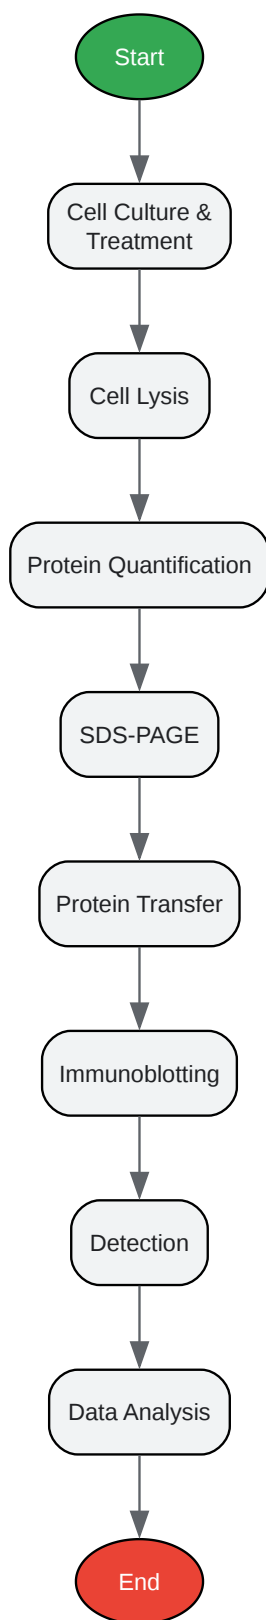 Start
Cell Culture &
Treatment
Cell Lysis
Protein Quantification
SDS-PAGE
Protein Transfer
Immunoblotting
Detection
Data Analysis
End